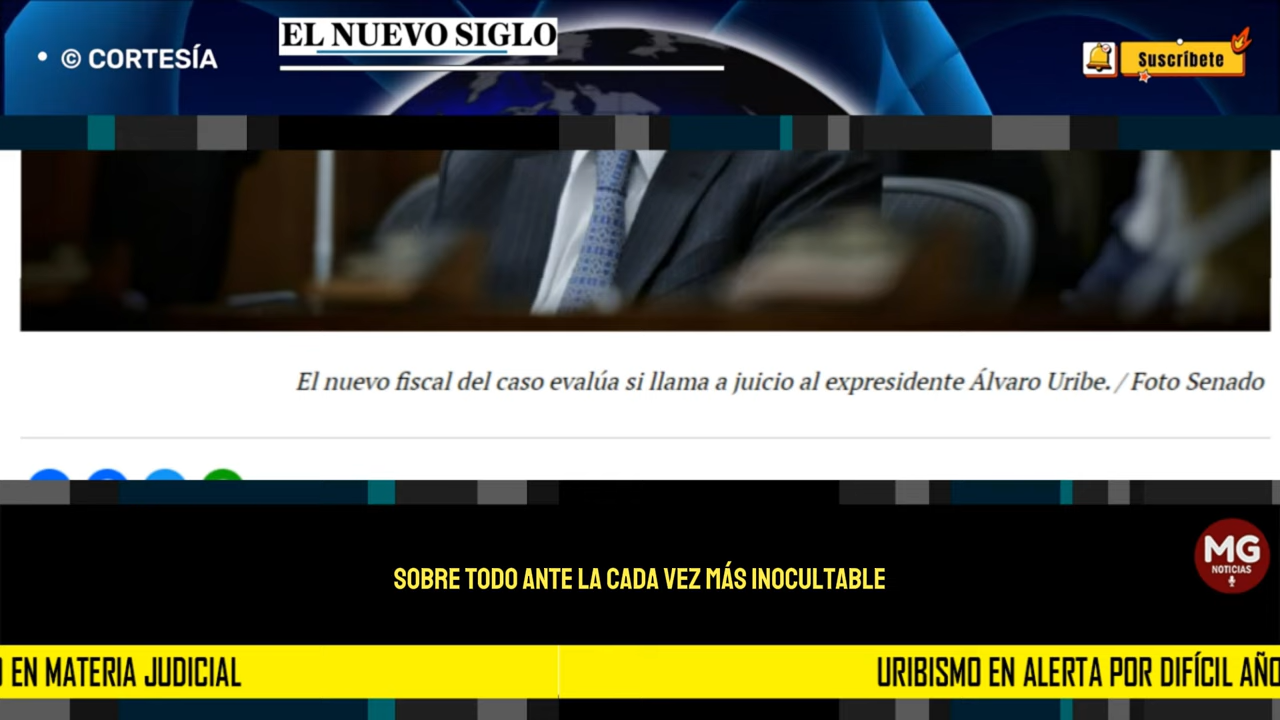 • © CORTESÍA
EL NUEVO SIGLO
Suscríbete
El nuevo fiscal del caso evalúa si llama a juicio al expresidente Álvaro Uribe. / Foto Senado
SOBRE TODO ANTE LA CADA VEZ MÁS INOCULTABLE
MG
NOTICIAS
EN MATERIA JUDICIAL
URIBISMO EN ALERTA POR DIFÍCIL AÑO